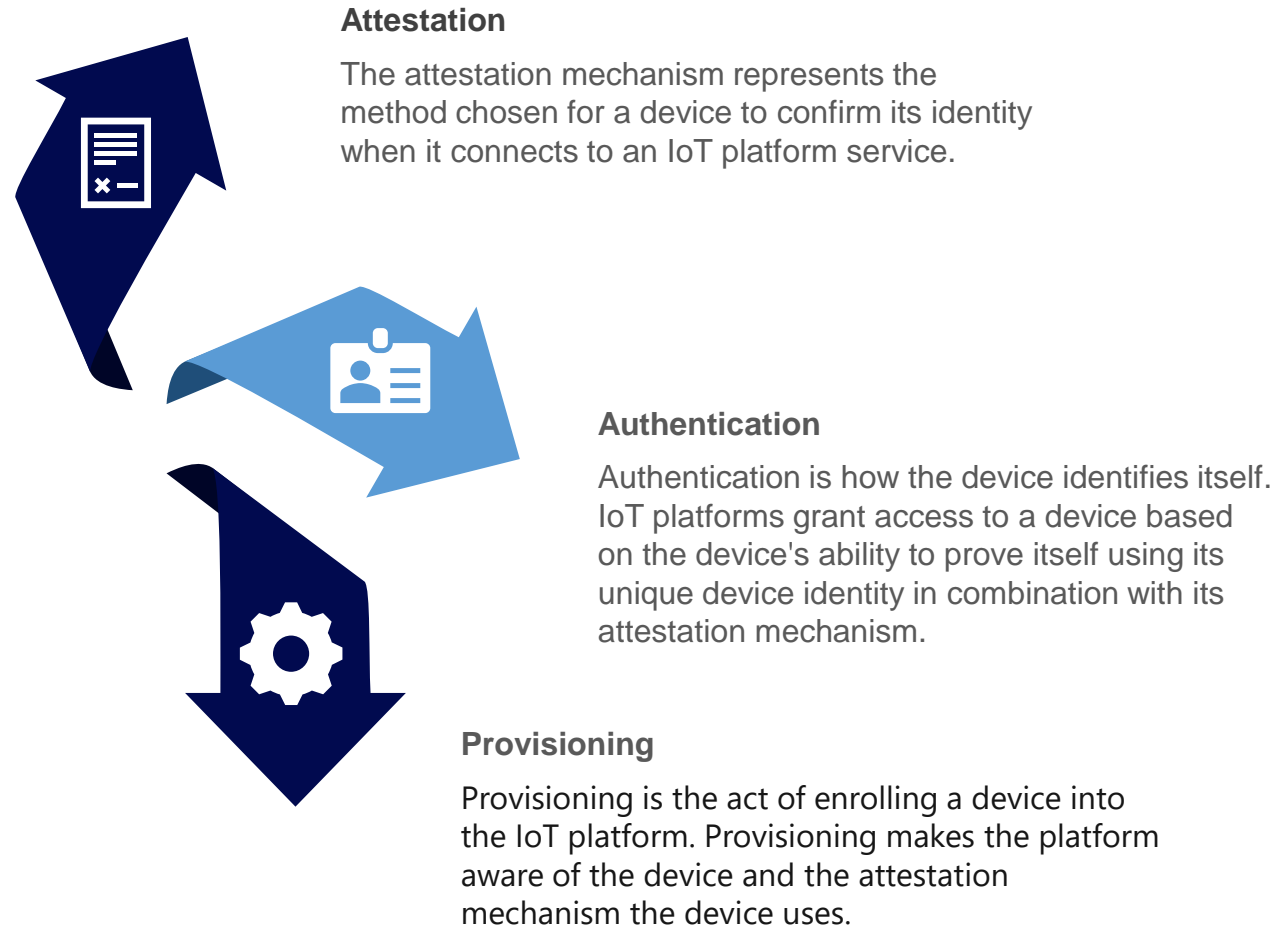 Attestation
The attestation mechanism represents the
method chosen for a device to confirm its identity
when it connects to an IoT platform service.
Authentication
Authentication is how the device identifies itself.
IoT platforms grant access to a device based
on the device's ability to prove itself using its
unique device identity in combination with its
attestation mechanism.
Provisioning
Provisioning is the act of enrolling a device into
the IoT platform. Provisioning makes the platform
aware of the device and the attestation
mechanism the device uses.